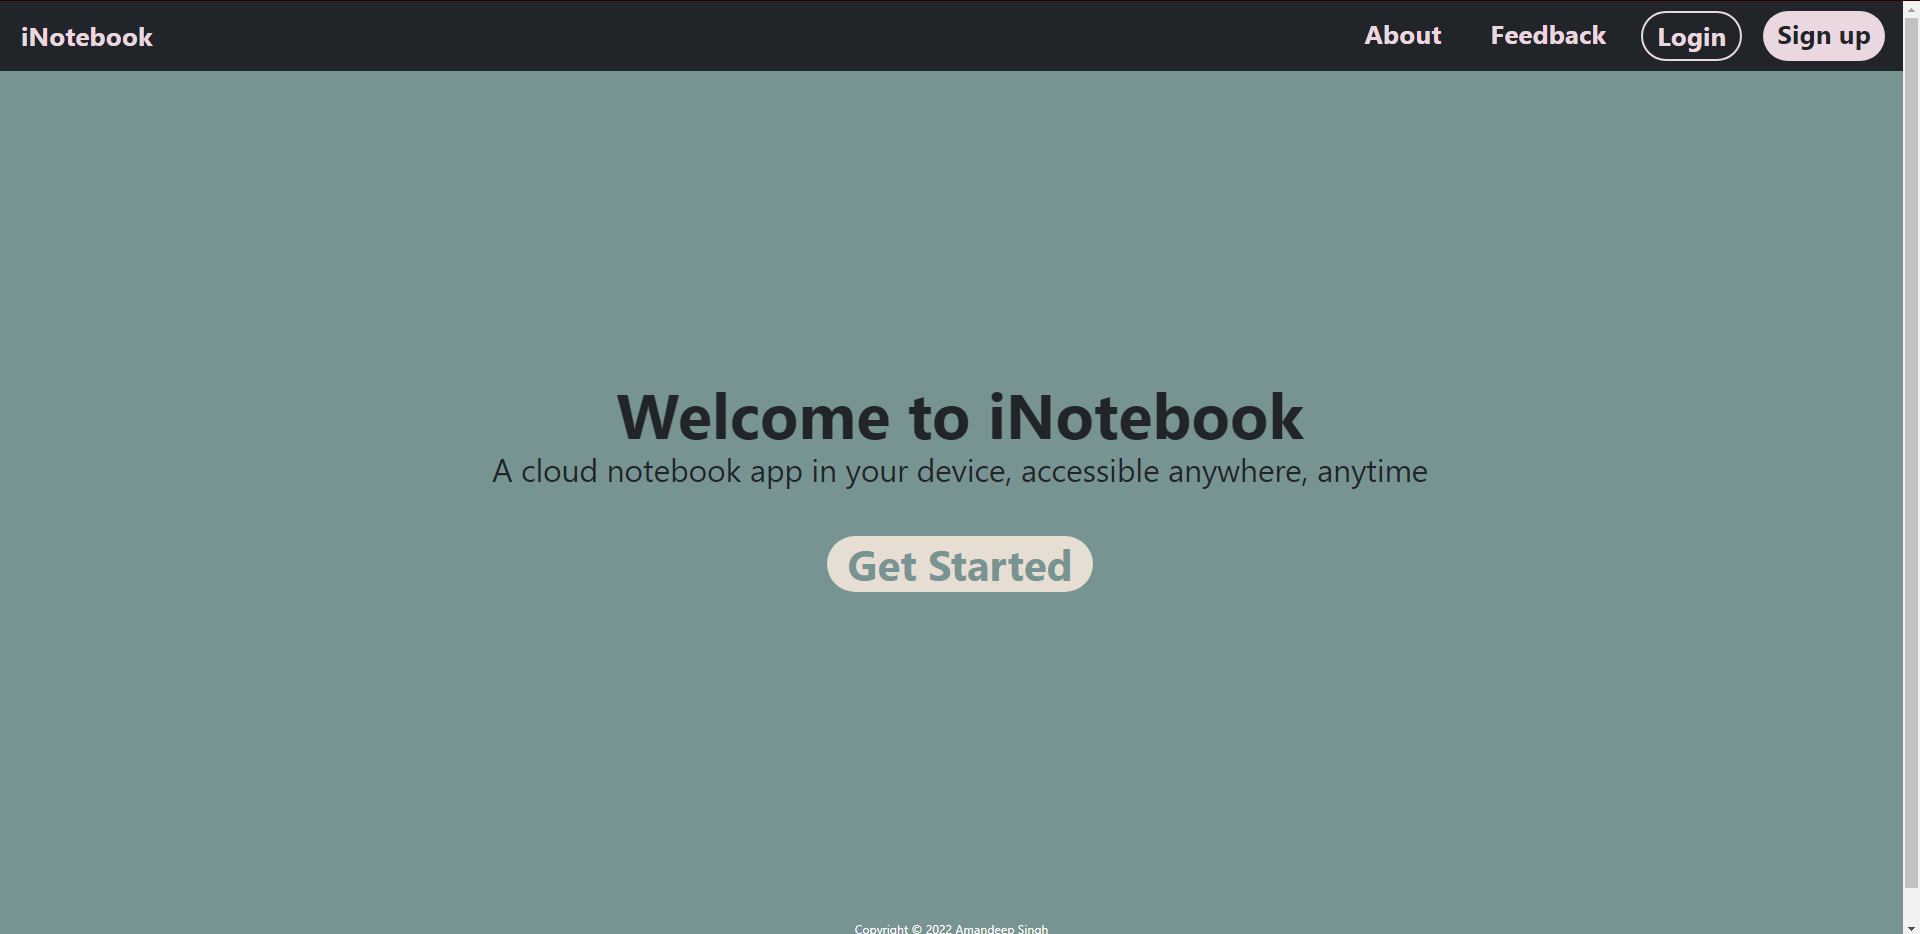 iNotebook
About
Feedback
Login
Sign up
Welcome to iNotebook
A cloud notebook app in your device, accessible anywhere, anytime
Get Started
Copyright © 2022 Amandeep Singh